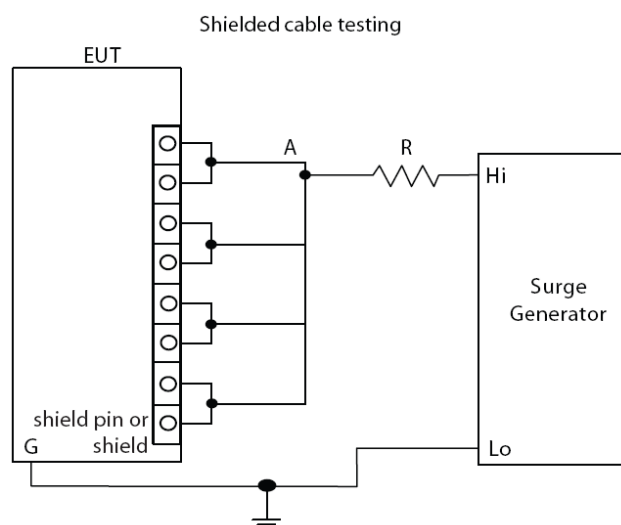 Shielded cable testing
EUT
A
R
Hi
Surge
Generator
shield pin or
shield
G
Lo